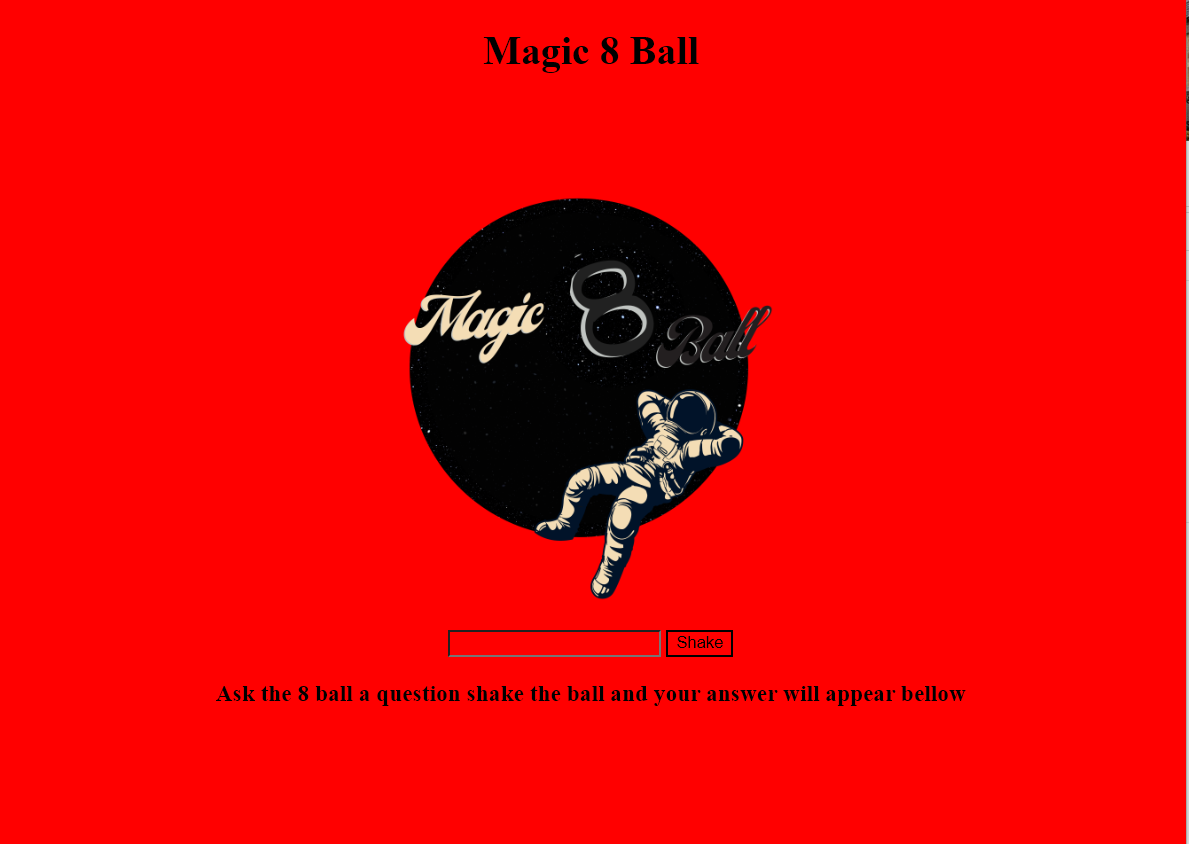 Magic 8 Ball
Magic 8 Ball
Shake
Ask the 8 ball a question shake the ball and your answer will appear bellow